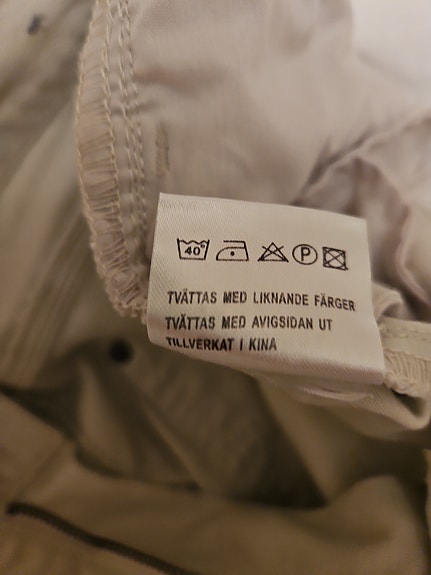 40°
P
TVÄTTAS MED LIKNANDE FÄRGER
TVÄTTAS MED AVIGSIDAN UT
TILLVERKAT I KINA